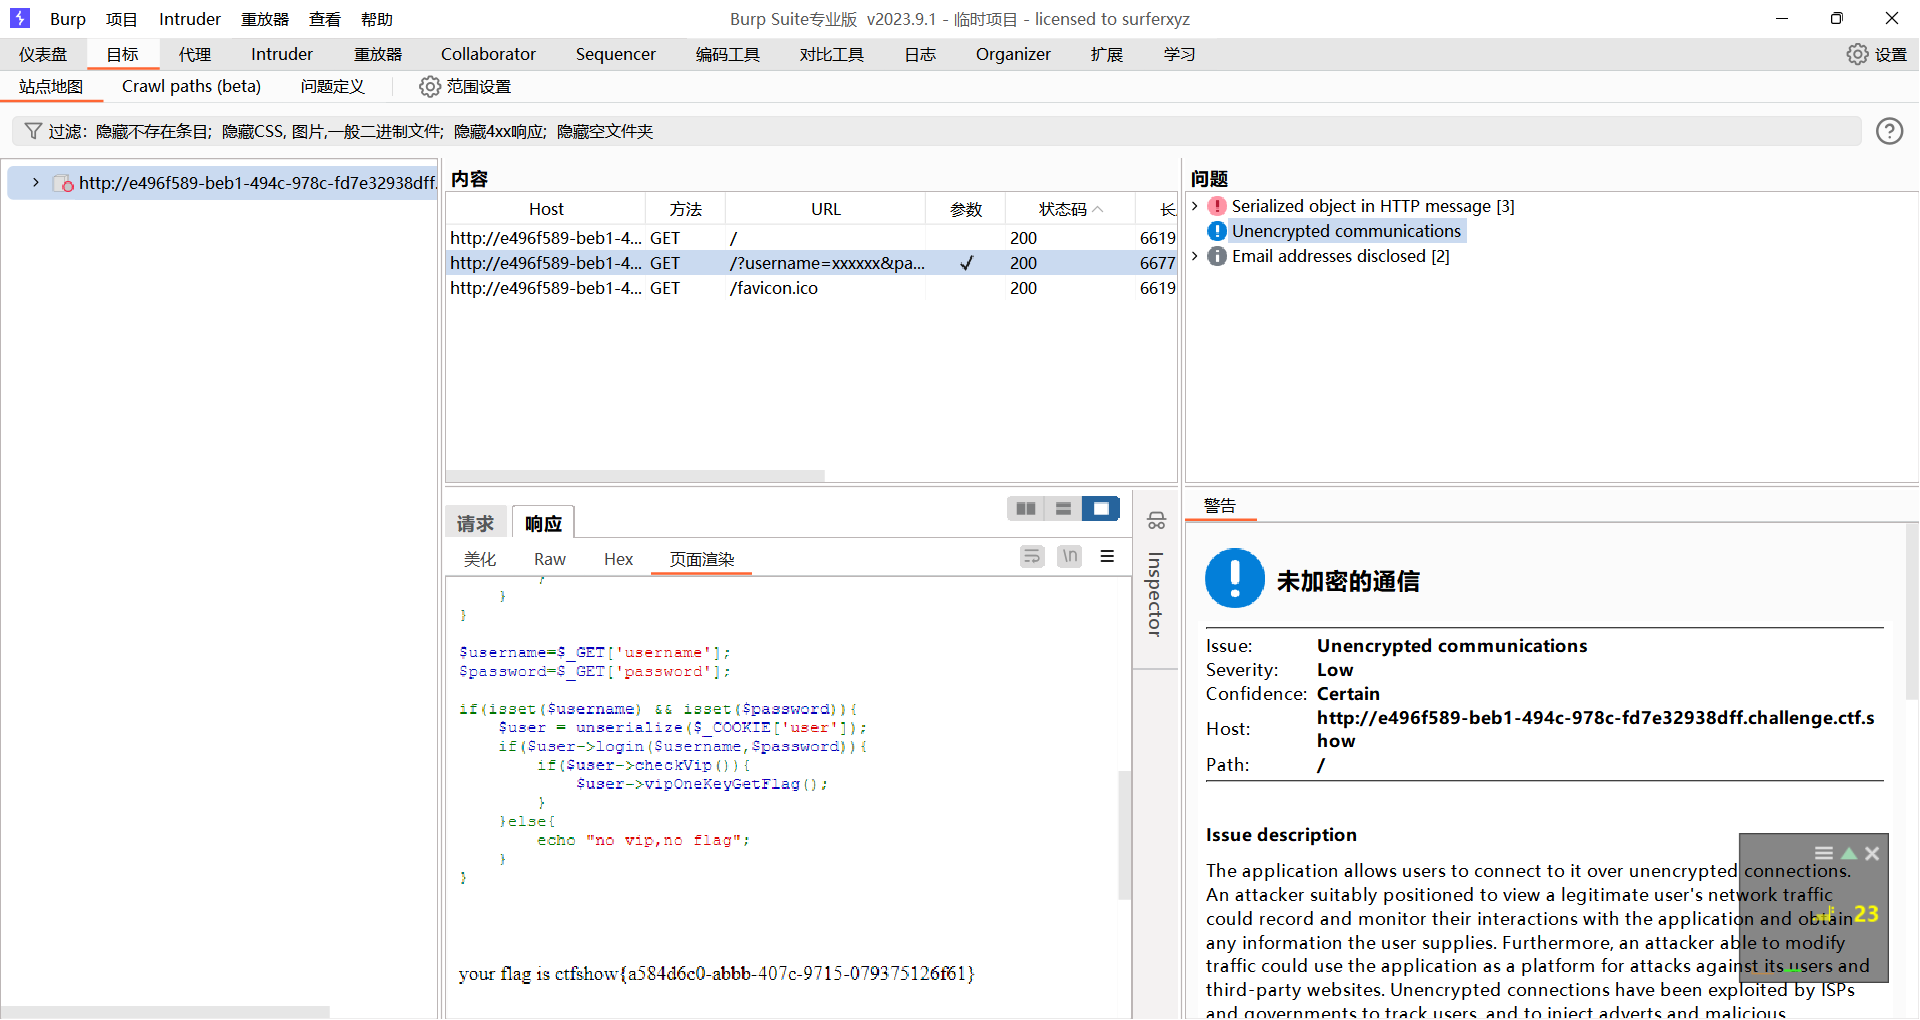 Burp 项目 Intruder 重放器 查看 帮助
Burp Suite专业版 v2023.9.1 - 临时项目 - licensed to surferxyz
仪表盘 目标 代理 Intruder 重放器 Collaborator Sequencer 编码工具 对比工具 日志 Organizer 扩展 学习 设置
站点地图 Crawl paths (beta) 问题定义 范围设置
过滤：隐藏不存在条目; 隐藏CSS, 图片,一般二进制文件; 隐藏4xx响应; 隐藏空文件夹
http://e496f589-beb1-494c-978c-fd7e32938dff.
内容
Host 方法 URL 参数 状态码 长
http://e496f589-beb1-4... GET / 200 6619
http://e496f589-beb1-4... GET /?username=xxxxxx&pa... ✓ 200 6677
http://e496f589-beb1-4... GET /favicon.ico 200 6619
问题
Serialized object in HTTP message [3]
Unencrypted communications
Email addresses disclosed [2]
请求 响应
美化 Raw Hex 页面渲染
\n
Inspector
}
}
}
$username=$_GET['username'];
$password=$_GET['password'];
if(isset($username) && isset($password)){
$user = unserialize($_COOKIE['user']);
if($user->login($username,$password)){
if($user->checkVip()){
$user->vipOneKeyGetFlag();
}
}else{
echo "no vip,no flag";
}
}
your flag is ctfshow{a584d6c0-abbb-407c-9715-079375126f61}
警告
未加密的通信
Issue: Unencrypted communications
Severity: Low
Confidence: Certain
Host: http://e496f589-beb1-494c-978c-fd7e32938dff.challenge.ctf.s
how
Path: /
Issue description
The application allows users to connect to it over unencrypted connections.
An attacker suitably positioned to view a legitimate user's network traffic
could record and monitor their interactions with the application and obtain
any information the user supplies. Furthermore, an attacker able to modify
traffic could use the application as a platform for attacks against its users and
third-party websites. Unencrypted connections have been exploited by ISPs
and governments to track users, and to inject adverts and malicious
23